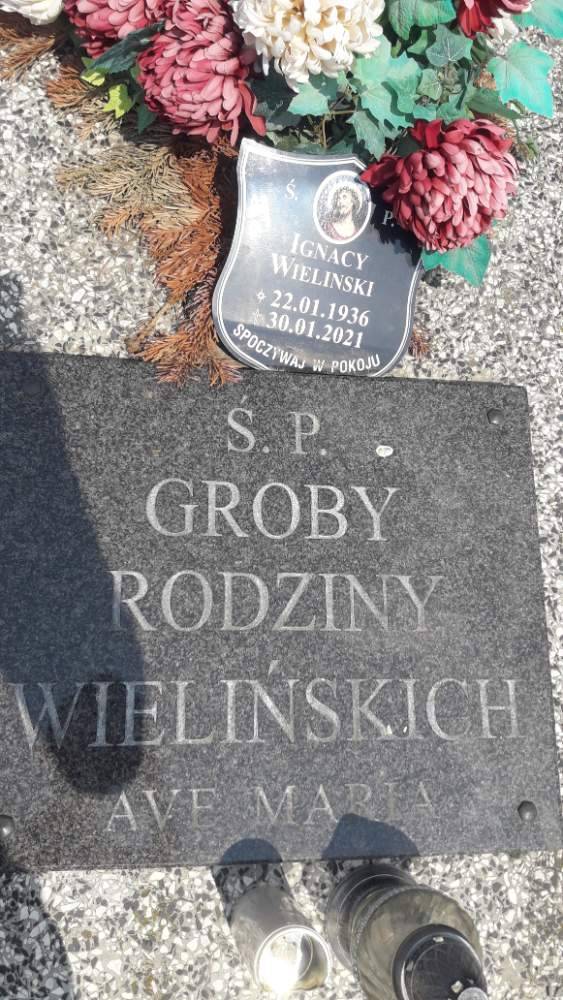 Ś. P.
IGNACY
WIELINSKI
22.01.1936
30.01.2021
SPOCZYWAJ W POKOJU
Ś. P.
GROBY
RODZINY
WIELIŃSKICH
AVE MARIA